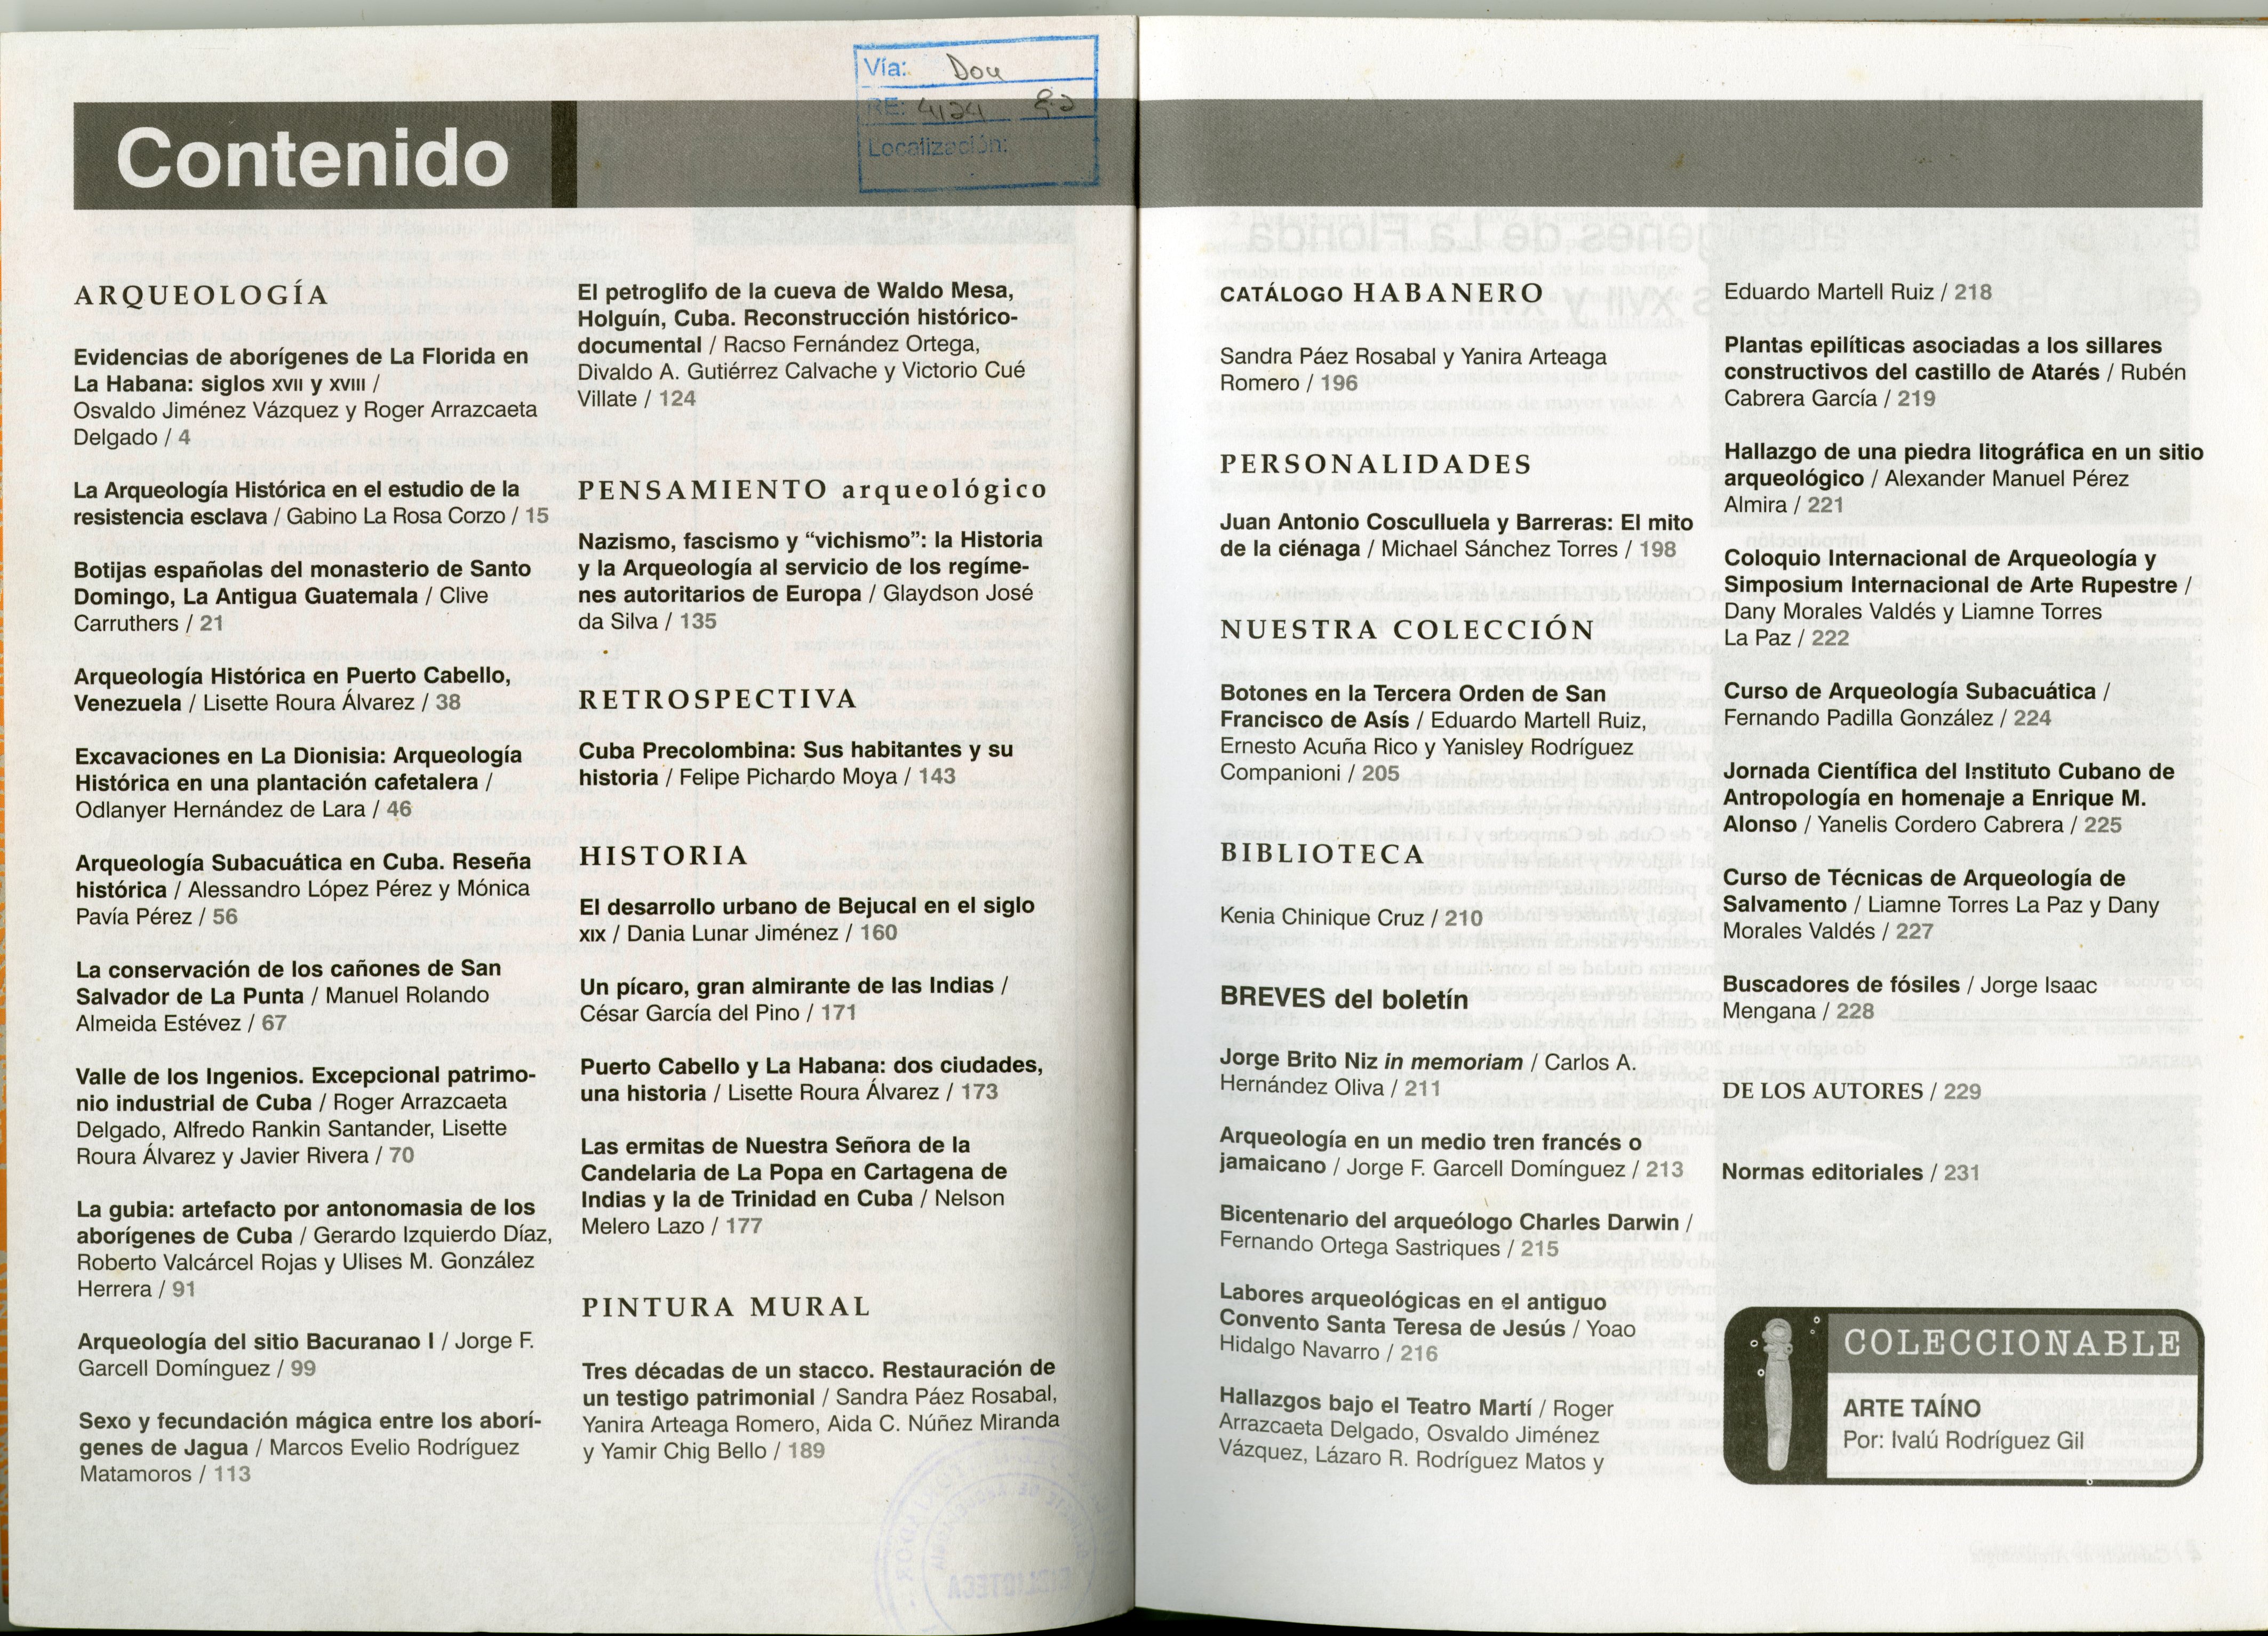 Vía: Don
RE: 4124
Localización:
Contenido
ARQUEOLOGÍA
Evidencias de aborígenes de La Florida en
La Habana: siglos XVII y XVIII /
Osvaldo Jiménez Vázquez y Roger Arrazcaeta
Delgado / 4
La Arqueología Histórica en el estudio de la
resistencia esclava / Gabino La Rosa Corzo / 15
Botijas españolas del monasterio de Santo
Domingo, La Antigua Guatemala / Clive
Carruthers / 21
Arqueología Histórica en Puerto Cabello,
Venezuela / Lisette Roura Álvarez / 38
Excavaciones en La Dionisia: Arqueología
Histórica en una plantación cafetalera /
Odlanyer Hernández de Lara / 46
Arqueología Subacuática en Cuba. Reseña
histórica / Alessandro López Pérez y Mónica
Pavía Pérez / 56
La conservación de los cañones de San
Salvador de La Punta / Manuel Rolando
Almeida Estévez / 67
Valle de los Ingenios. Excepcional patrimo-
nio industrial de Cuba / Roger Arrazcaeta
Delgado, Alfredo Rankin Santander, Lisette
Roura Álvarez y Javier Rivera / 70
La gubia: artefacto por antonomasia de los
aborígenes de Cuba / Gerardo Izquierdo Díaz,
Roberto Valcárcel Rojas y Ulises M. González
Herrera / 91
Arqueología del sitio Bacuranao I / Jorge F.
Garcell Domínguez / 99
Sexo y fecundación mágica entre los aborí-
genes de Jagua / Marcos Evelio Rodríguez
Matamoros / 113
El petroglifo de la cueva de Waldo Mesa,
Holguín, Cuba. Reconstrucción histórico-
documental / Racso Fernández Ortega,
Divaldo A. Gutiérrez Calvache y Victorio Cué
Villate / 124
PENSAMIENTO arqueológico
Nazismo, fascismo y “vichismo”: la Historia
y la Arqueología al servicio de los regíme-
nes autoritarios de Europa / Glaydson José
da Silva / 135
RETROSPECTIVA
Cuba Precolombina: Sus habitantes y su
historia / Felipe Pichardo Moya / 143
HISTORIA
El desarrollo urbano de Bejucal en el siglo
XIX / Dania Lunar Jiménez / 160
Un pícaro, gran almirante de las Indias /
César García del Pino / 171
Puerto Cabello y La Habana: dos ciudades,
una historia / Lisette Roura Álvarez / 173
Las ermitas de Nuestra Señora de la
Candelaria de La Popa en Cartagena de
Indias y la de Trinidad en Cuba / Nelson
Melero Lazo / 177
PINTURA MURAL
Tres décadas de un stacco. Restauración de
un testigo patrimonial / Sandra Páez Rosabal,
Yanira Arteaga Romero, Aida C. Núñez Miranda
y Yamir Chig Bello / 189
CATÁLOGO HABANERO
Sandra Páez Rosabal y Yanira Arteaga
Romero / 196
PERSONALIDADES
Juan Antonio Cosculluela y Barreras: El mito
de la ciénaga / Michael Sánchez Torres / 198
NUESTRA COLECCIÓN
Botones en la Tercera Orden de San
Francisco de Asís / Eduardo Martell Ruiz,
Ernesto Acuña Rico y Yanisley Rodríguez
Companioni / 205
BIBLIOTECA
Kenia Chinique Cruz / 210
BREVES del boletín
Jorge Brito Niz in memoriam / Carlos A.
Hernández Oliva / 211
Arqueología en un medio tren francés o
jamaicano / Jorge F. Garcell Domínguez / 213
Bicentenario del arqueólogo Charles Darwin /
Fernando Ortega Sastriques / 215
Labores arqueológicas en el antiguo
Convento Santa Teresa de Jesús / Yoao
Hidalgo Navarro / 216
Hallazgos bajo el Teatro Martí / Roger
Arrazcaeta Delgado, Osvaldo Jiménez
Vázquez, Lázaro R. Rodríguez Matos y
Eduardo Martell Ruiz / 218
Plantas epilíticas asociadas a los sillares
constructivos del castillo de Atarés / Rubén
Cabrera García / 219
Hallazgo de una piedra litográfica en un sitio
arqueológico / Alexander Manuel Pérez
Almira / 221
Coloquio Internacional de Arqueología y
Simposium Internacional de Arte Rupestre /
Dany Morales Valdés y Liamne Torres
La Paz / 222
Curso de Arqueología Subacuática /
Fernando Padilla González / 224
Jornada Científica del Instituto Cubano de
Antropología en homenaje a Enrique M.
Alonso / Yanelis Cordero Cabrera / 225
Curso de Técnicas de Arqueología de
Salvamento / Liamne Torres La Paz y Dany
Morales Valdés / 227
Buscadores de fósiles / Jorge Isaac
Mengana / 228
DE LOS AUTORES / 229
Normas editoriales / 231
COLECCIONABLE
ARTE TAÍNO
Por: Ivalú Rodríguez Gil